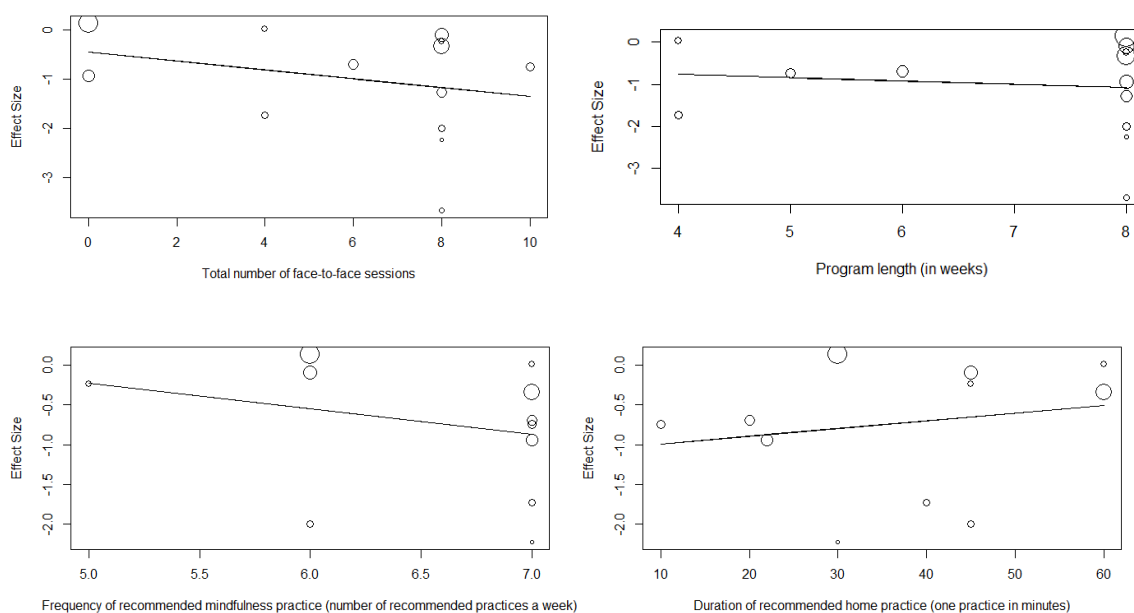 Effect Size
0
-1
-2
-3
0 2 4 6 8 10
Total number of face-to-face sessions
Effect Size
0
-1
-2
-3
4 5 6 7 8
Program length (in weeks)
Effect Size
0.0
-0.5
-1.0
-1.5
-2.0
5.0 5.5 6.0 6.5 7.0
Frequency of recommended mindfulness practice (number of recommended practices a week)
Effect Size
0.0
-0.5
-1.0
-1.5
-2.0
10 20 30 40 50 60
Duration of recommended home practice (one practice in minutes)